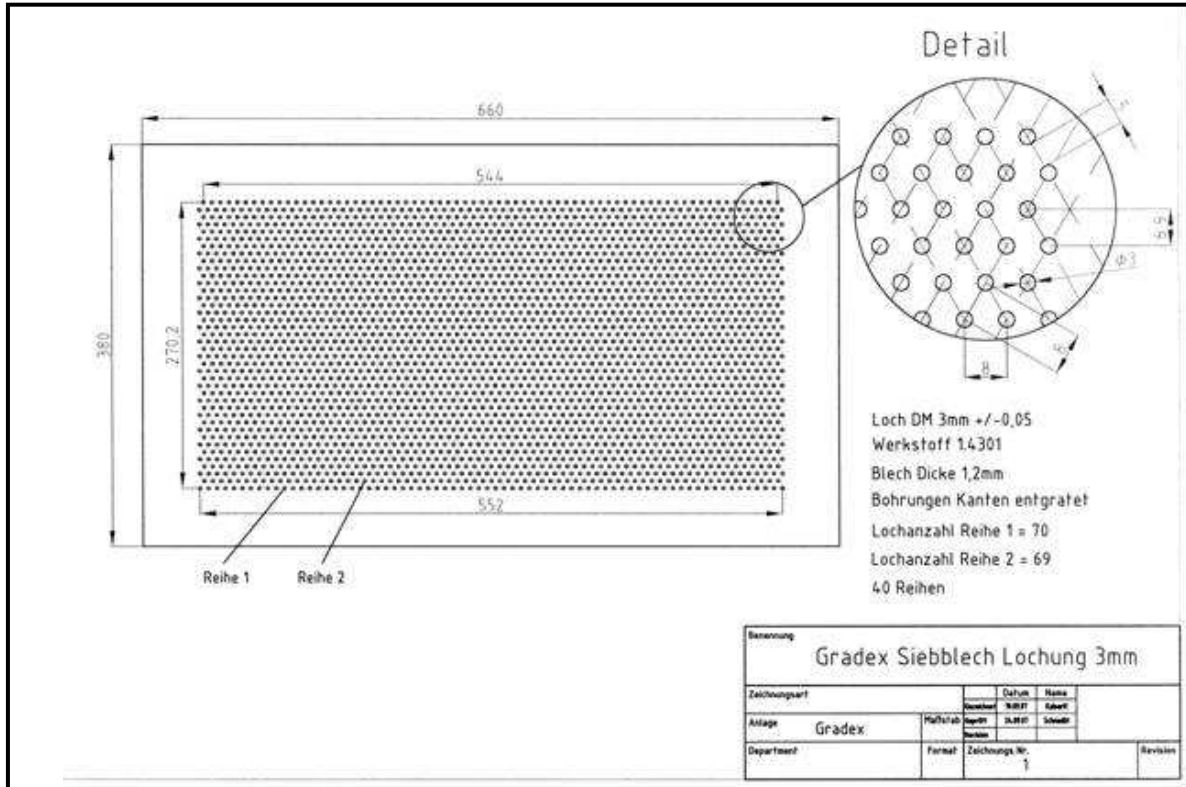 Detail
660
544
380
270.2
552
6.9
Φ3
8
8
Reihe 1
Reihe 2
Loch DM 3mm +/-0,05
Werkstoff 1.4301
Blech Dicke 1,2mm
Bohrungen Kanten entgratet
Lochanzahl Reihe 1 = 70
Lochanzahl Reihe 2 = 69
40 Reihen
Benennung
Gradex Siebblech Lochung 3mm
Zeichnungsart
Datum Name
Anlage
Gradex
Maßstab
Department
Format
Zeichnungs Nr.
1
Revision